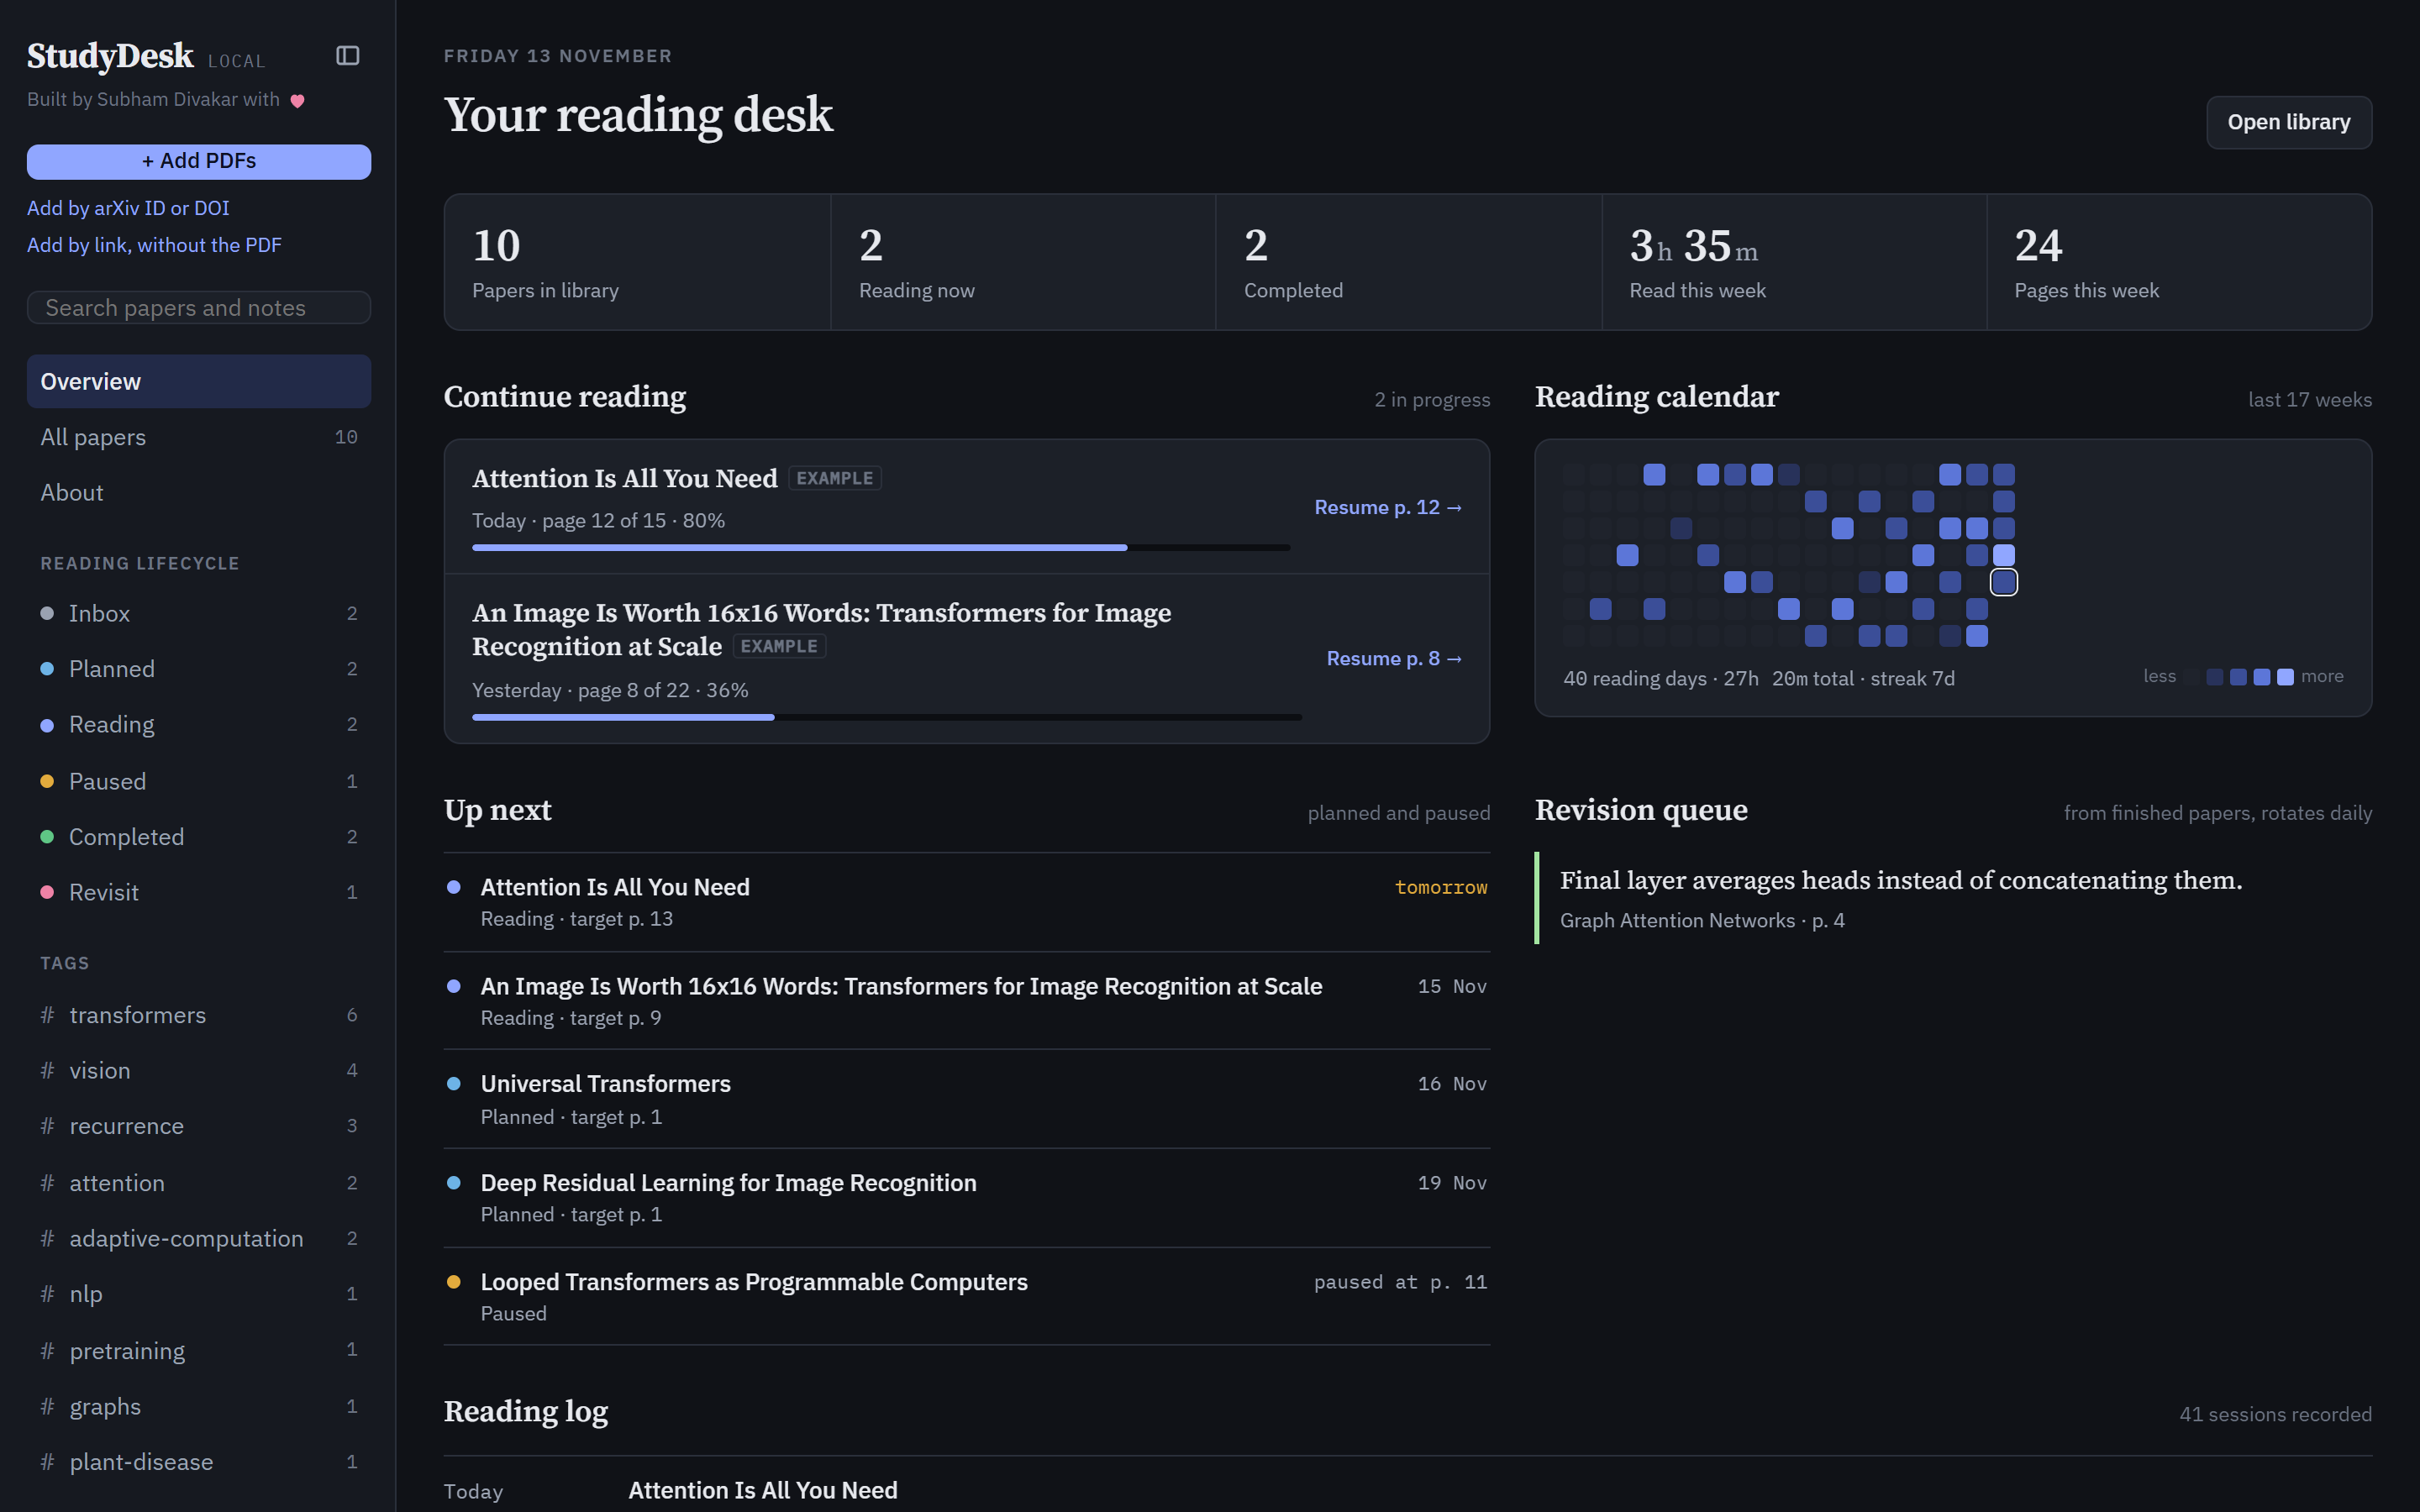 StudyDesk LOCAL
Built by Subham Divakar with
+ Add PDFs
Add by arXiv ID or DOI
Add by link, without the PDF
Search papers and notes
Overview
All papers 10
About
READING LIFECYCLE
Inbox 2
Planned 2
Reading 2
Paused 1
Completed 2
Revisit 1
TAGS
# transformers 6
# vision 4
# recurrence 3
# attention 2
# adaptive-computation 2
# nlp 1
# pretraining 1
# graphs 1
# plant-disease 1
FRIDAY 13 NOVEMBER
Your reading desk
Open library
10
Papers in library
2
Reading now
2
Completed
3h 35m
Read this week
24
Pages this week
Continue reading 2 in progress
Attention Is All You Need EXAMPLE
Today · page 12 of 15 · 80%
Resume p. 12 →
An Image Is Worth 16x16 Words: Transformers for Image
Recognition at Scale EXAMPLE
Yesterday · page 8 of 22 · 36%
Resume p. 8 →
Reading calendar last 17 weeks
40 reading days · 27h 20m total · streak 7d
less more
Up next planned and paused
Attention Is All You Need tomorrow
Reading · target p. 13
An Image Is Worth 16x16 Words: Transformers for Image Recognition at Scale 15 Nov
Reading · target p. 9
Universal Transformers 16 Nov
Planned · target p. 1
Deep Residual Learning for Image Recognition 19 Nov
Planned · target p. 1
Looped Transformers as Programmable Computers paused at p. 11
Paused
Revision queue from finished papers, rotates daily
Final layer averages heads instead of concatenating them.
Graph Attention Networks · p. 4
Reading log 41 sessions recorded
Today Attention Is All You Need